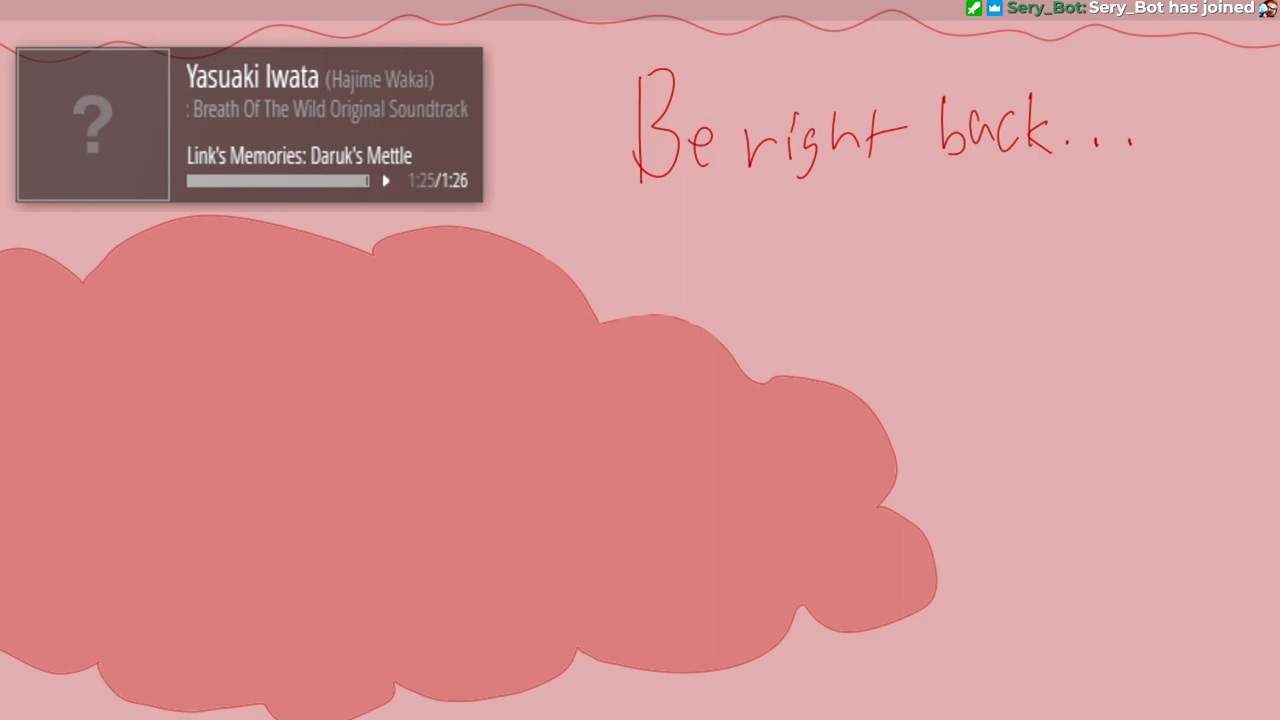 Sery_Bot: Sery_Bot has joined
Yasuaki Iwata (Hajime Wakai)
: Breath Of The Wild Original Soundtrack
Link's Memories: Daruk's Mettle
1:25/1:26
?
Be right back...